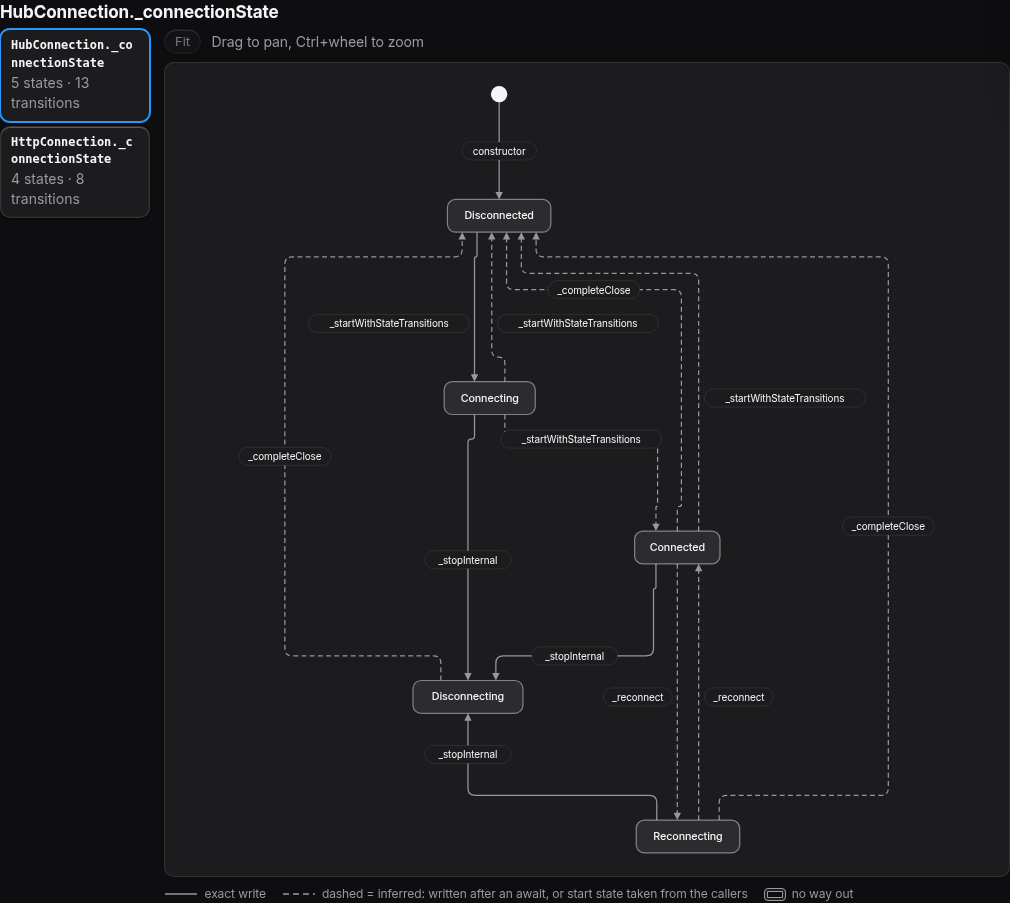 HubConnection._connectionState
HubConnection._co
nnectionState
5 states · 13
transitions
HttpConnection._c
onnectionState
4 states · 8
transitions
Fit
Drag to pan, Ctrl+wheel to zoom
constructor
Disconnected
_completeClose
_startWithStateTransitions
_startWithStateTransitions
Connecting
_startWithStateTransitions
_startWithStateTransitions
_completeClose
_completeClose
Connected
_stopInternal
_stopInternal
Disconnecting
_reconnect
_reconnect
_stopInternal
Reconnecting
exact write
dashed = inferred: written after an await, or start state taken from the callers
no way out